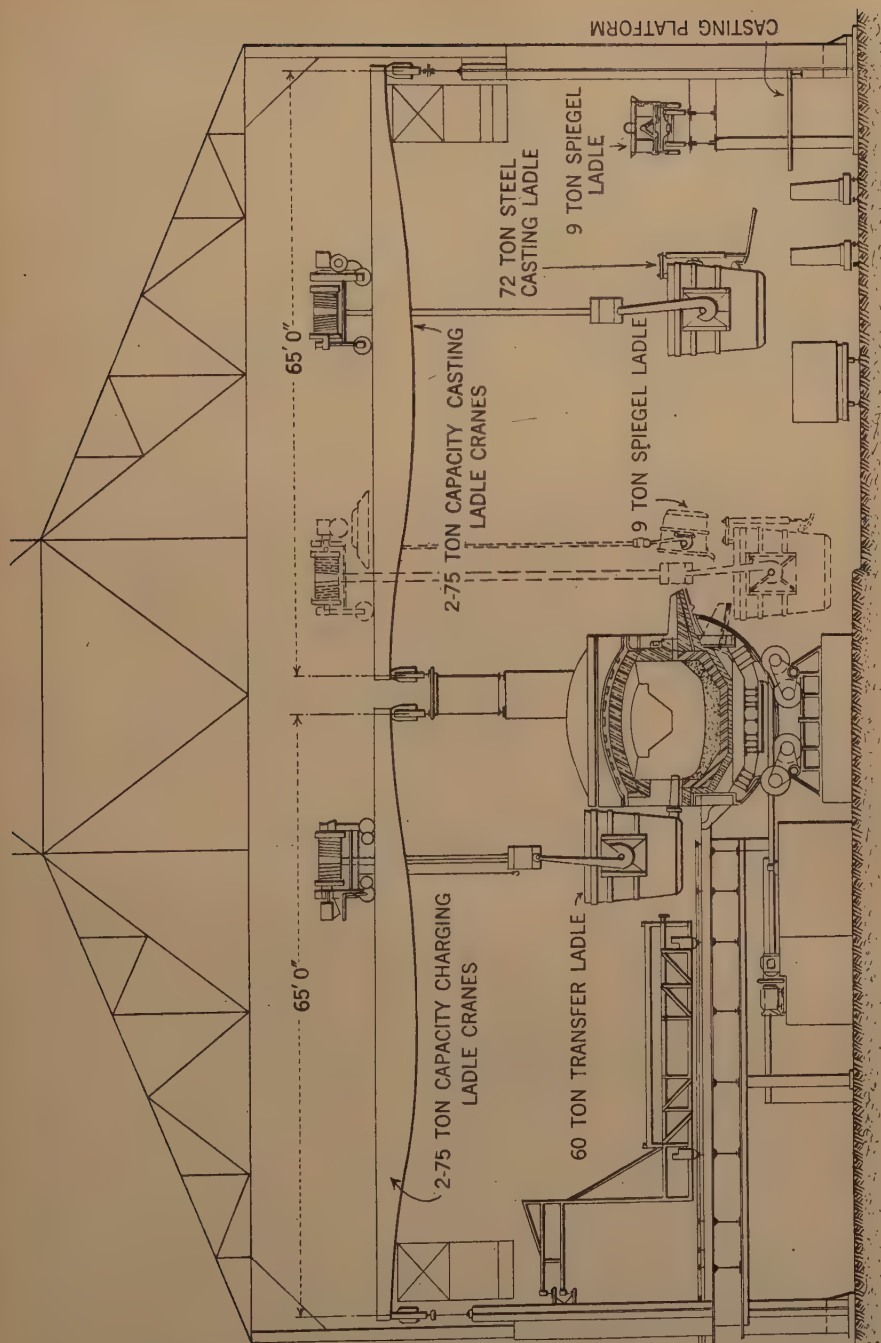 65' 0"
65' 0"
2-75 TON CAPACITY CHARGING
LADLE CRANES
2-75 TON CAPACITY CASTING
LADLE CRANES
60 TON TRANSFER LADLE
9 TON SPIEGEL LADLE
72 TON STEEL
CASTING LADLE
9 TON SPIEGEL
LADLE
CASTING PLATFORM